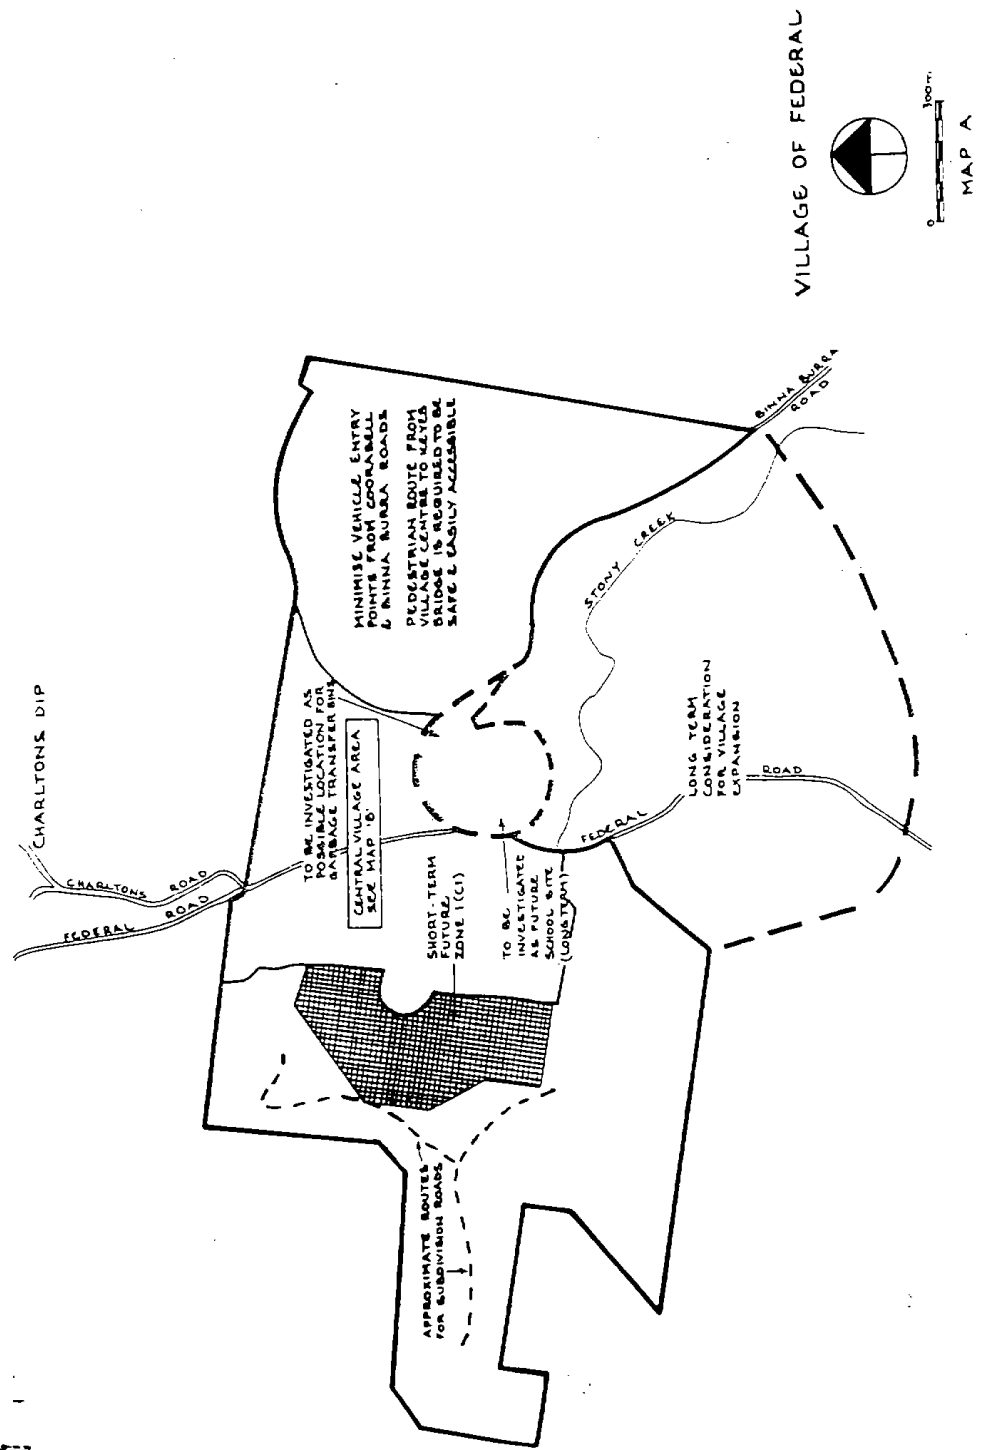 CHARLTONS DIP
CHARLTONS ROAD
FEDERAL ROAD
TO BE INVESTIGATED AS
POSSIBLE LOCATION FOR
GARBAGE TRANSFER BINS
CENTRAL VILLAGE AREA
SEE MAP 'B'
MINIMISE VEHICLE ENTRY
POINTS FROM COORABELL
& BINNA BURRA ROADS
PEDESTRIAN ROUTE FROM
VILLAGE CENTRE TO KEYES
BRIDGE IS REQUIRED TO BE
SAFE & EASILY ACCESSIBLE
SHORT-TERM
FUTURE
ZONE 1(C1)
TO BE
INVESTIGATED
AS FUTURE
SCHOOL SITE
(LONG TERM)
APPROXIMATE ROUTES
FOR SUBDIVISION ROADS
STONY CREEK
FEDERAL ROAD
LONG TERM
CONSIDERATION
FOR VILLAGE
EXPANSION
BINNA BURRA
ROAD
VILLAGE OF FEDERAL
0 300m.
MAP A